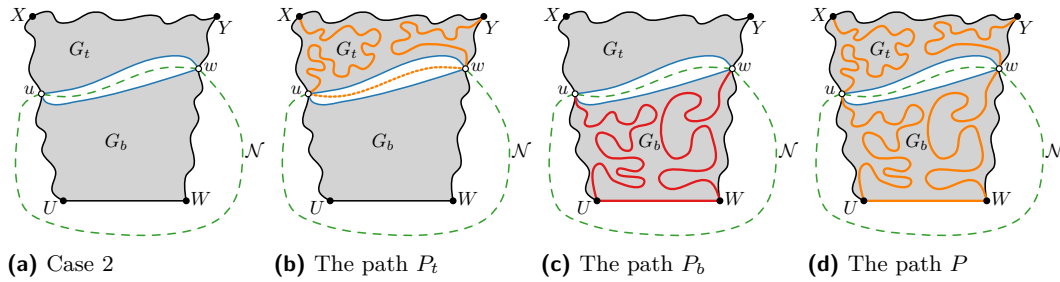 X Y X Y X Y X Y
G_t G_t G_t G_t
w w w w
u u u u
G_b 𝒩 G_b 𝒩 G_b 𝒩 G_b 𝒩
U W U W U W U W
(a) Case 2 (b) The path P_t (c) The path P_b (d) The path P